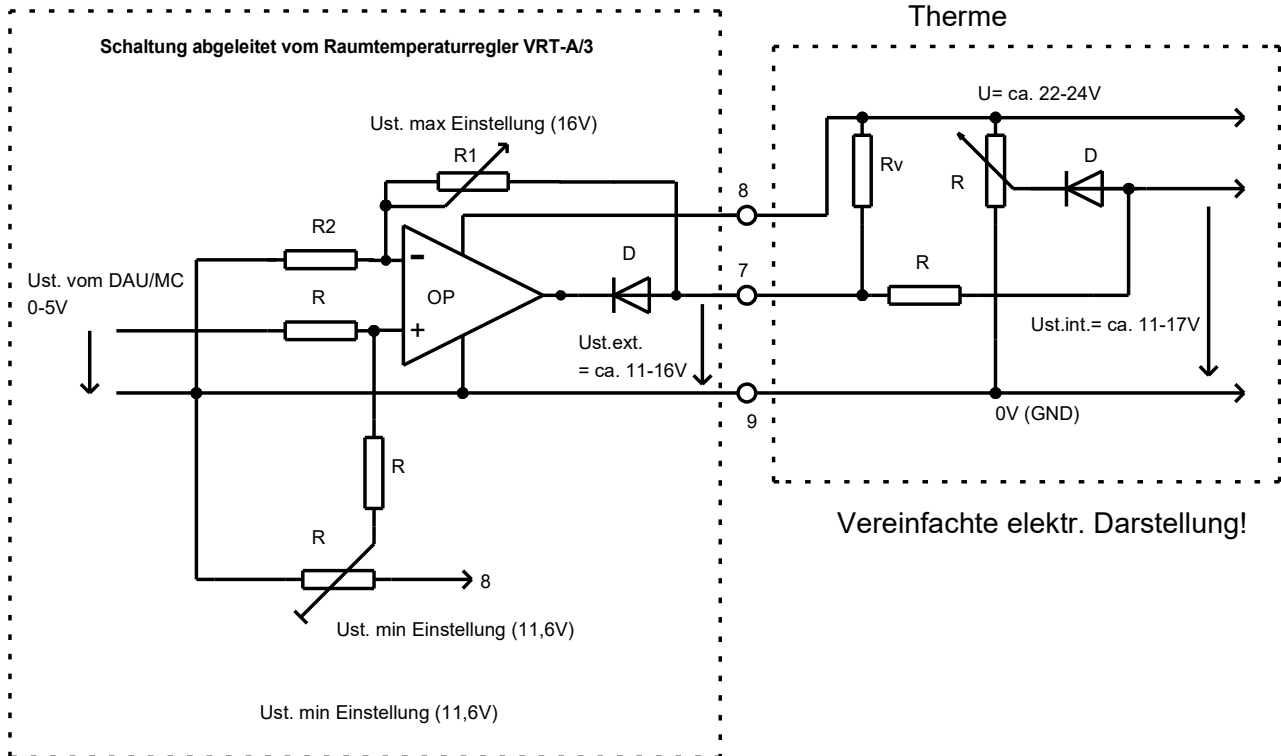 Therme
Schaltung abgeleitet vom Raumtemperaturregler VRT-A/3
U= ca. 22-24V
Ust. max Einstellung (16V)
R1
Rv
R
D
8
R2
D
7
R
Ust. vom DAU/MC
0-5V
-
OP
R
+
Ust.ext.
= ca. 11-16V
Ust.int.= ca. 11-17V
9
0V (GND)
R
R
8
Vereinfachte elektr. Darstellung!
Ust. min Einstellung (11,6V)
Ust. min Einstellung (11,6V)